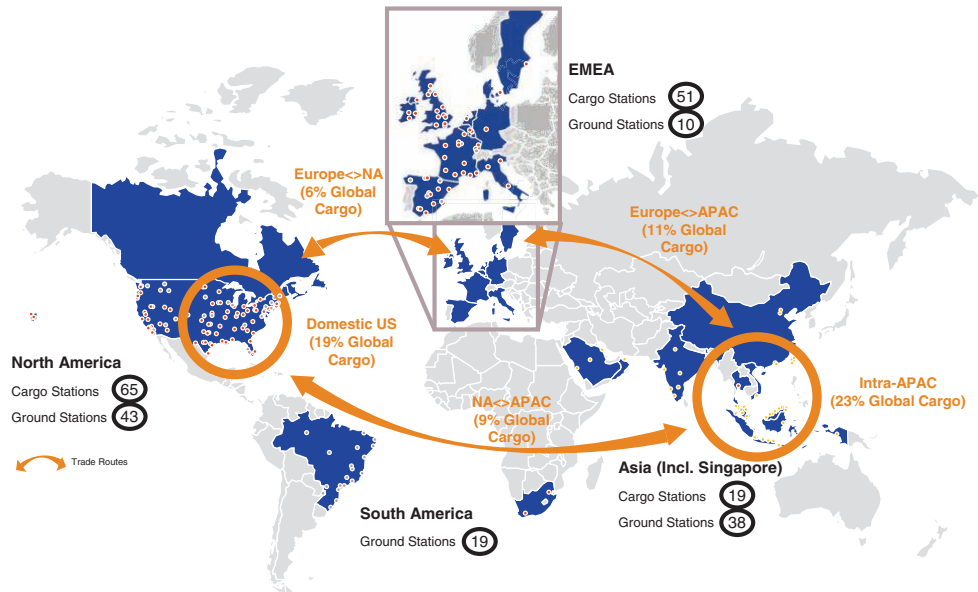 EMEA
Cargo Stations 51
Ground Stations 10
Europe<>NA
(6% Global
Cargo)
Europe<>APAC
(11% Global
Cargo)
Domestic US
(19% Global
Cargo)
North America
Cargo Stations 65
Ground Stations 43
Trade Routes
NA<>APAC
(9% Global
Cargo)
Intra-APAC
(23% Global Cargo)
Asia (Incl. Singapore)
Cargo Stations 19
Ground Stations 38
South America
Ground Stations 19